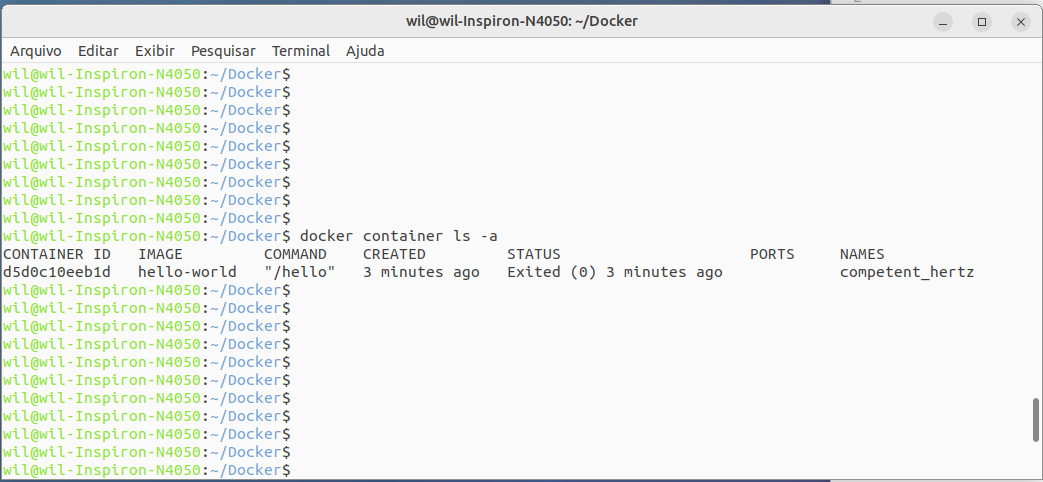 wil@wil-Inspiron-N4050: ~/Docker
Arquivo Editar Exibir Pesquisar Terminal Ajuda
wil@wil-Inspiron-N4050:~/Docker$
wil@wil-Inspiron-N4050:~/Docker$
wil@wil-Inspiron-N4050:~/Docker$
wil@wil-Inspiron-N4050:~/Docker$
wil@wil-Inspiron-N4050:~/Docker$
wil@wil-Inspiron-N4050:~/Docker$
wil@wil-Inspiron-N4050:~/Docker$
wil@wil-Inspiron-N4050:~/Docker$
wil@wil-Inspiron-N4050:~/Docker$
wil@wil-Inspiron-N4050:~/Docker$ docker container ls -a
CONTAINER ID   IMAGE         COMMAND    CREATED         STATUS                     PORTS     NAMES
d5d0c10eeb1d   hello-world   "/hello"   3 minutes ago   Exited (0) 3 minutes ago             competent_hertz
wil@wil-Inspiron-N4050:~/Docker$
wil@wil-Inspiron-N4050:~/Docker$
wil@wil-Inspiron-N4050:~/Docker$
wil@wil-Inspiron-N4050:~/Docker$
wil@wil-Inspiron-N4050:~/Docker$
wil@wil-Inspiron-N4050:~/Docker$
wil@wil-Inspiron-N4050:~/Docker$
wil@wil-Inspiron-N4050:~/Docker$
wil@wil-Inspiron-N4050:~/Docker$
wil@wil-Inspiron-N4050:~/Docker$
wil@wil-Inspiron-N4050:~/Docker$